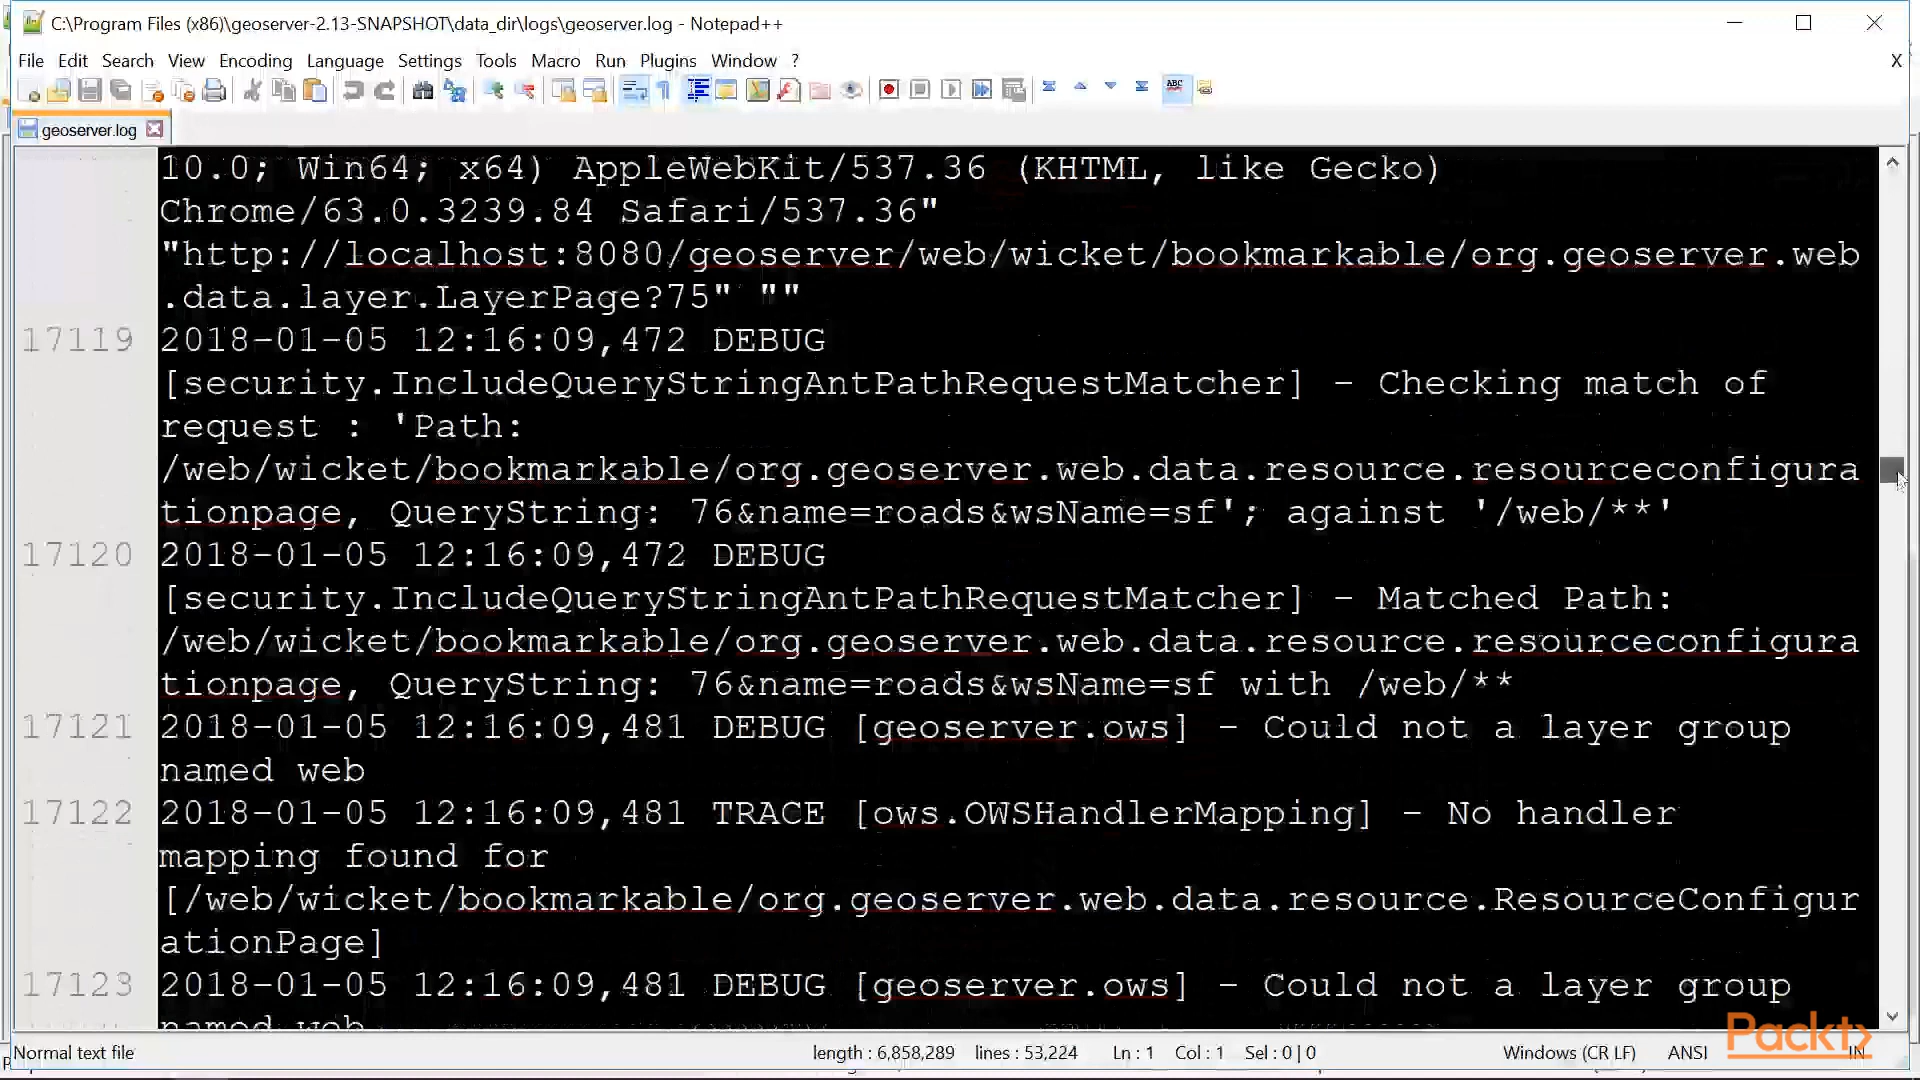 C:\Program Files (x86)\geoserver-2.13-SNAPSHOT\data_dir\logs\geoserver.log - Notepad++
File Edit Search View Encoding Language Settings Tools Macro Run Plugins Window ?
X
geoserver.log
10.0; Win64; x64) AppleWebKit/537.36 (KHTML, like Gecko)
Chrome/63.0.3239.84 Safari/537.36"
"http://localhost:8080/geoserver/web/wicket/bookmarkable/org.geoserver.web
.data.layer.LayerPage?75" ""
17119 2018-01-05 12:16:09,472 DEBUG
[security.IncludeQueryStringAntPathRequestMatcher] - Checking match of
request : 'Path:
/web/wicket/bookmarkable/org.geoserver.web.data.resource.resourceconfigura
tionpage, QueryString: 76&name=roads&wsName=sf'; against '/web/**'
17120 2018-01-05 12:16:09,472 DEBUG
[security.IncludeQueryStringAntPathRequestMatcher] - Matched Path:
/web/wicket/bookmarkable/org.geoserver.web.data.resource.resourceconfigura
tionpage, QueryString: 76&name=roads&wsName=sf with /web/**
17121 2018-01-05 12:16:09,481 DEBUG [geoserver.ows] - Could not a layer group
named web
17122 2018-01-05 12:16:09,481 TRACE [ows.OWSHandlerMapping] - No handler
mapping found for
[/web/wicket/bookmarkable/org.geoserver.web.data.resource.ResourceConfigur
ationPage]
17123 2018-01-05 12:16:09,481 DEBUG [geoserver.ows] - Could not a layer group
named web
Packt>
Normal text file length : 6,858,289 lines : 53,224 Ln : 1 Col : 1 Sel : 0 | 0 Windows (CR LF) ANSI IN